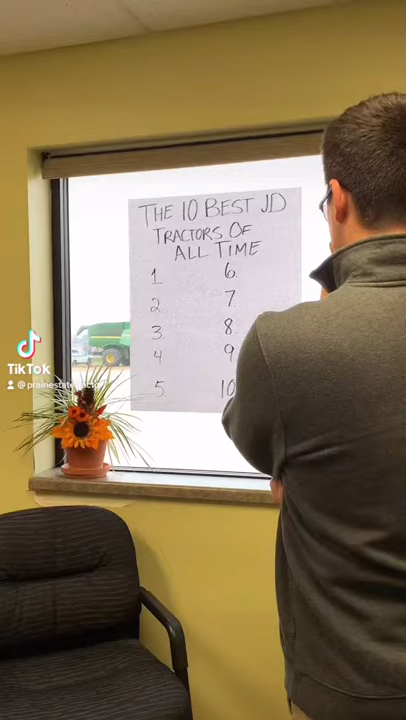 THE 10 BEST JD
TRACTORS OF
ALL TIME
1.
2
3.
4
5.
6.
7.
8.
9
10
TikTok